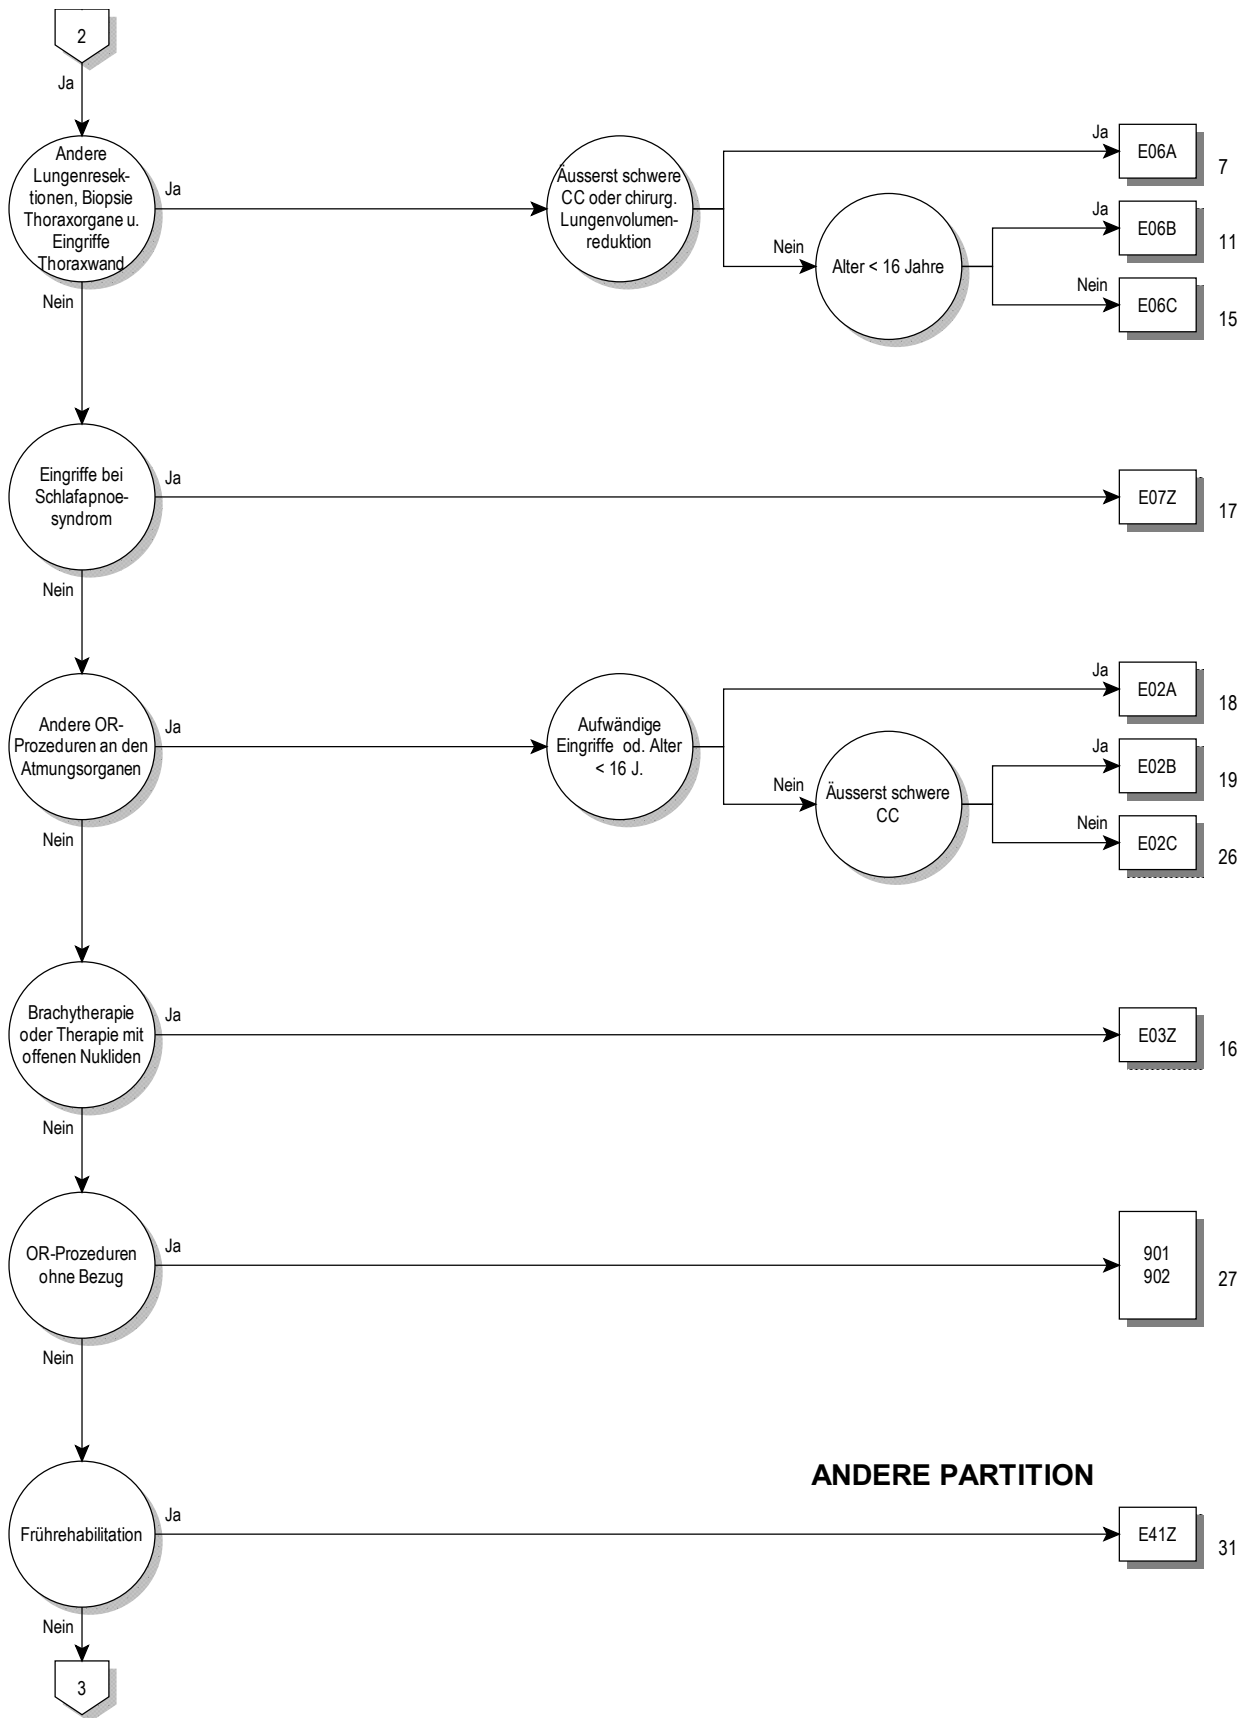 2
Ja
Andere
Lungenresek-
tionen, Biopsie
Thoraxorgane u.
Eingriffe
Thoraxwand
Ja
Äusserst schwere
CC oder chirurg.
Lungenvolumen-
reduktion
Ja
E06A
7
Nein
Alter < 16 Jahre
Ja
E06B
11
Nein
E06C
15
Nein
Eingriffe bei
Schlafapnoe-
syndrom
Ja
E07Z
17
Nein
Andere OR-
Prozeduren an den
Atmungsorganen
Ja
Aufwändige
Eingriffe od. Alter
< 16 J.
Ja
E02A
18
Nein
Äusserst schwere
CC
Ja
E02B
19
Nein
E02C
26
Nein
Brachytherapie
oder Therapie mit
offenen Nukliden
Ja
E03Z
16
Nein
OR-Prozeduren
ohne Bezug
Ja
901
902
27
Nein
ANDERE PARTITION
Frührehabilitation
Ja
E41Z
31
Nein
3